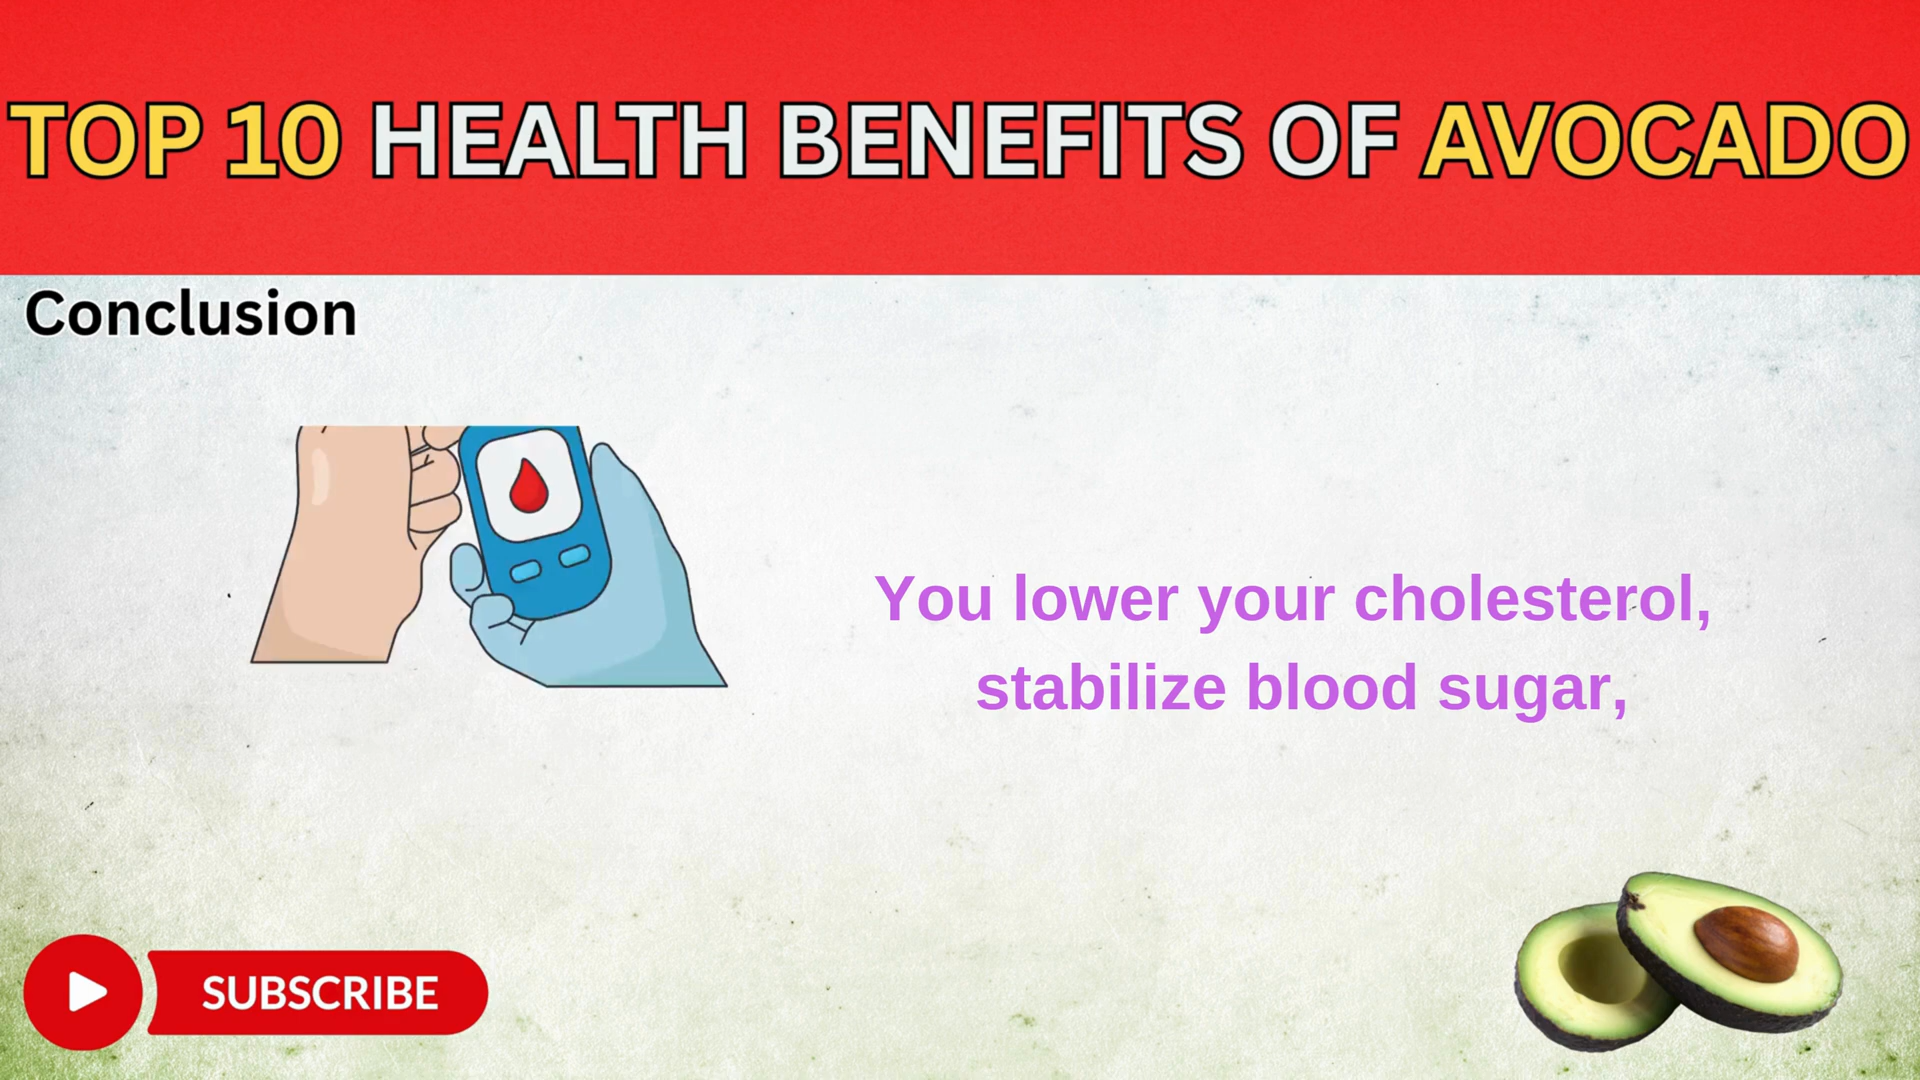 TOP 10 HEALTH BENEFITS OF AVOCADO
Conclusion
You lower your cholesterol,
stabilize blood sugar,
SUBSCRIBE